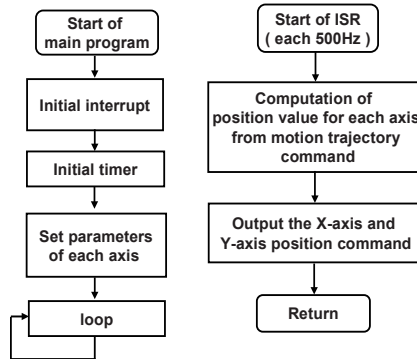 Start of
main program
Initial interrupt
Initial timer
Set parameters
of each axis
loop
Start of ISR
( each 500Hz )
Computation of
position value for each axis
from motion trajectory
command
Output the X-axis and
Y-axis position command
Return